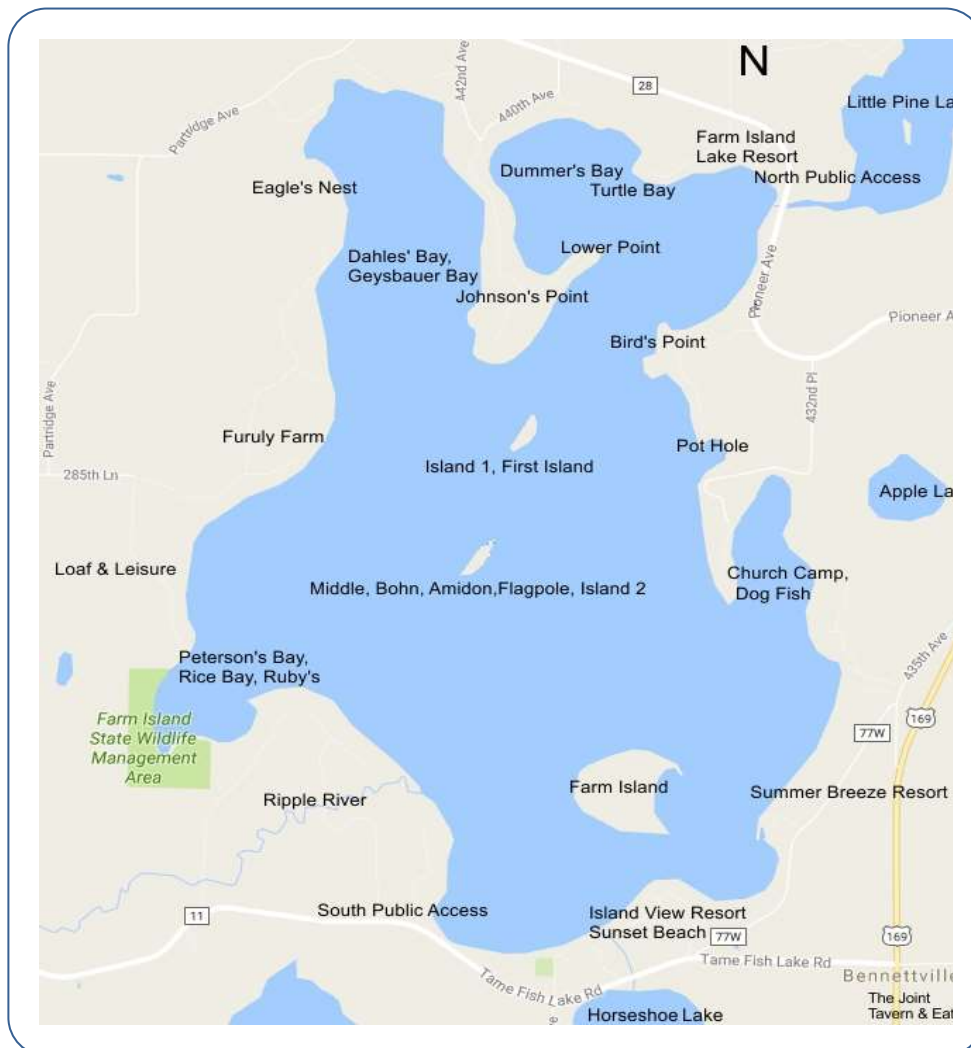 N
442nd Ave
28
440th Ave
Partridge Ave
Little Pine La
Farm Island
Lake Resort
North Public Access
Dummer's Bay
Turtle Bay
Eagle's Nest
Lower Point
Dahles' Bay,
Geysbauer Bay
Johnson's Point
Pioneer Ave
Pioneer A
Bird's Point
432nd Pl
Partridge Ave
Furuly Farm
Pot Hole
Island 1, First Island
285th Ln
Apple La
Loaf & Leisure
Church Camp,
Dog Fish
Middle, Bohn, Amidon,Flagpole, Island 2
435th Ave
Peterson's Bay,
Rice Bay, Ruby's
Farm Island
State Wildlife
Management
Area
169
77W
Farm Island
Summer Breeze Resort
Ripple River
11
South Public Access
Island View Resort
Sunset Beach
77W
169
Tame Fish Lake Rd
Tame Fish Lake Rd
Bennettville
The Joint
Tavern & Eat
Horseshoe Lake